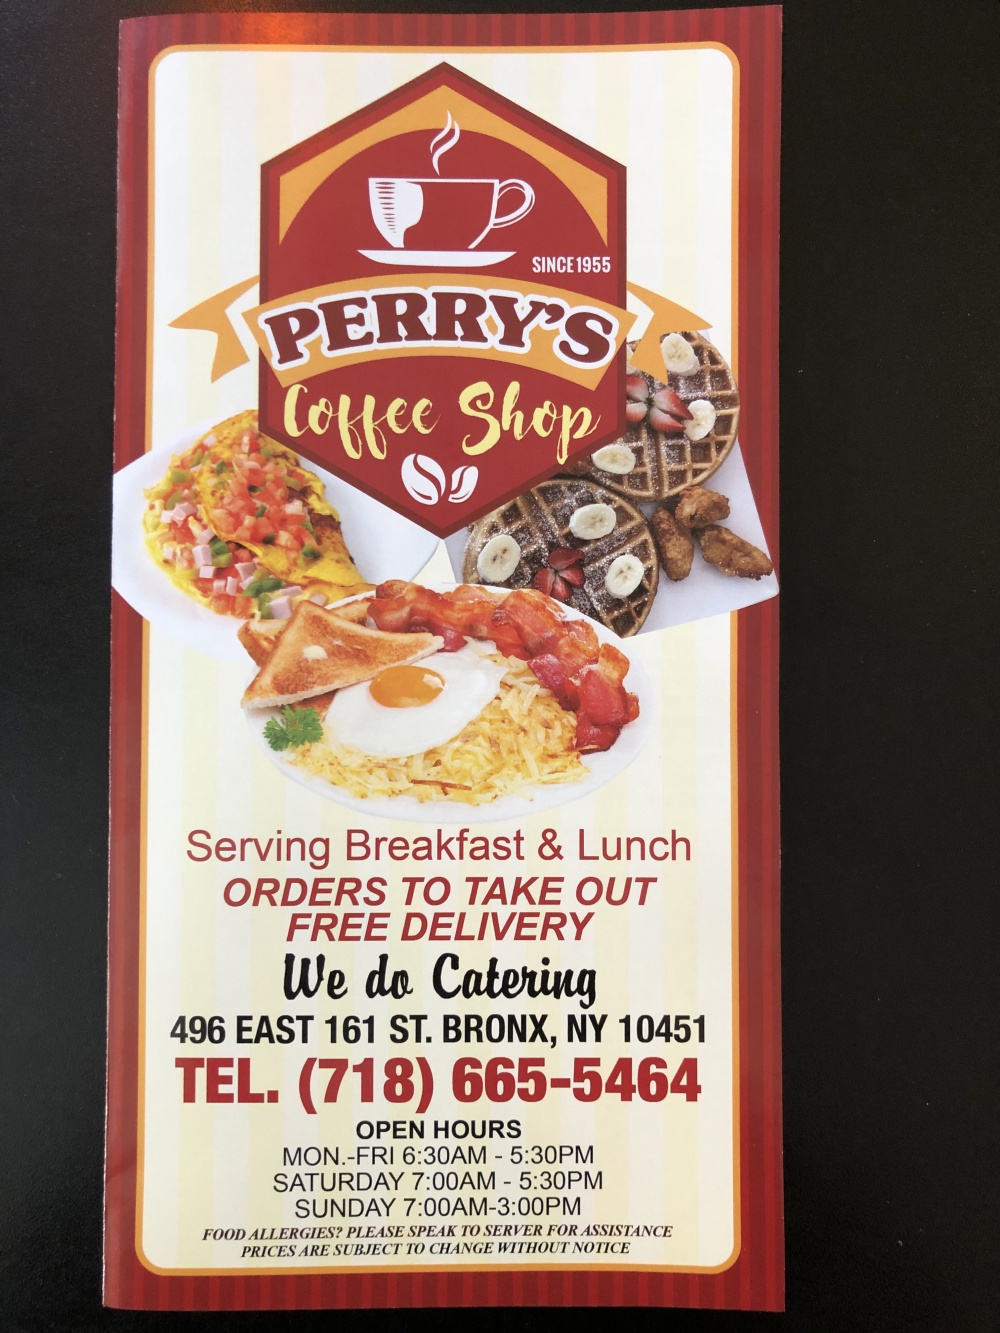 SINCE 1955
PERRY'S
Coffee Shop
Serving Breakfast & Lunch
ORDERS TO TAKE OUT
FREE DELIVERY
We do Catering
496 EAST 161 ST. BRONX, NY 10451
TEL. (718) 665-5464
OPEN HOURS
MON.-FRI 6:30AM - 5:30PM
SATURDAY 7:00AM - 5:30PM
SUNDAY 7:00AM-3:00PM
FOOD ALLERGIES? PLEASE SPEAK TO SERVER FOR ASSISTANCE
PRICES ARE SUBJECT TO CHANGE WITHOUT NOTICE